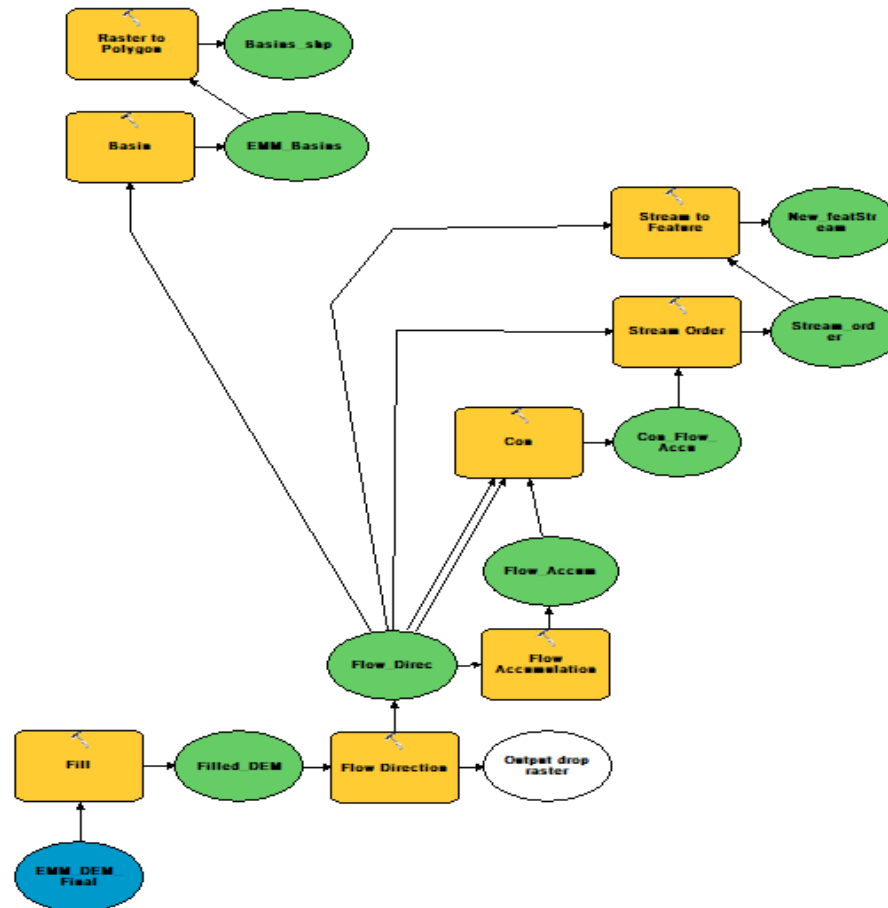 Raster to
Polygon
Basins_shp
Basin
EMM_Basins
Stream to
Feature
New_featStr
eam
Stream Order
Stream_ord
er
Con
Con_Flow_
Accu
Flow_Accum
Flow_Direc
Flow
Accumulation
Fill
Filled_DEM
Flow Direction
Output drop
raster
EMM_DEM_
Final